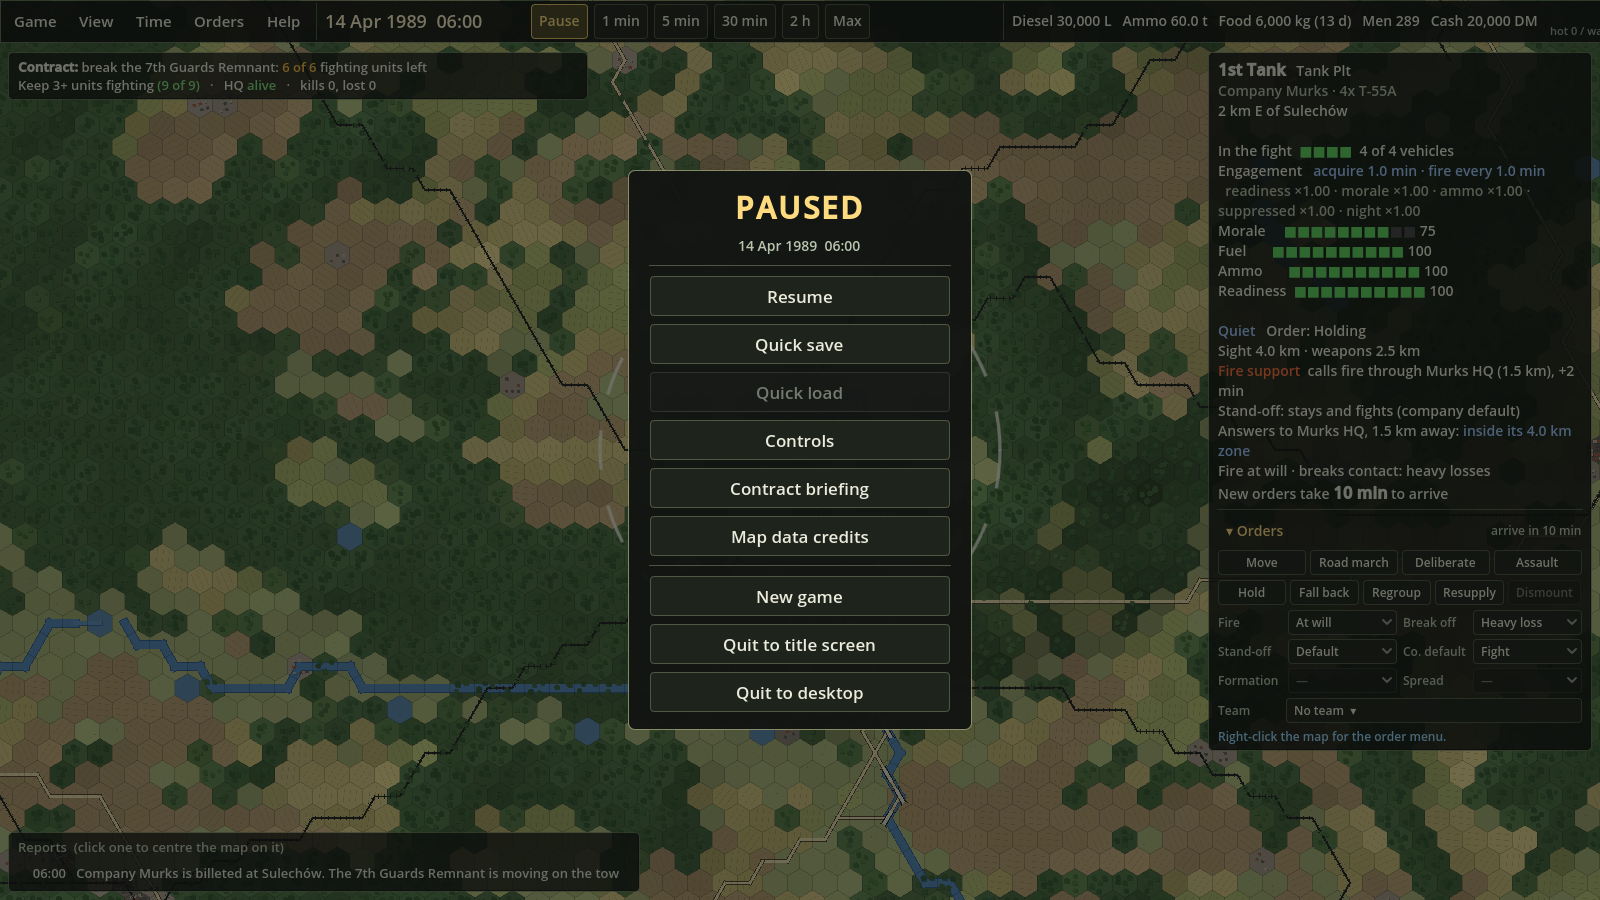 Game View Time Orders Help 14 Apr 1989 06:00 Pause 1 min 5 min 30 min 2 h Max Diesel 30,000 L Ammo 60.0 t Food 6,000 kg (13 d) Men 289 Cash 20,000 DM
hot 0 / wa
Contract: break the 7th Guards Remnant: 6 of 6 fighting units left
Keep 3+ units fighting (9 of 9) · HQ alive · kills 0, lost 0
PAUSED
14 Apr 1989 06:00
Resume
Quick save
Quick load
Controls
Contract briefing
Map data credits
New game
Quit to title screen
Quit to desktop
1st Tank Tank Plt
Company Murks · 4x T-55A
2 km E of Sulechów
In the fight 4 of 4 vehicles
Engagement acquire 1.0 min · fire every 1.0 min
readiness ×1.00 · morale ×1.00 · ammo ×1.00 ·
suppressed ×1.00 · night ×1.00
Morale 75
Fuel 100
Ammo 100
Readiness 100
Quiet Order: Holding
Sight 4.0 km · weapons 2.5 km
Fire support calls fire through Murks HQ (1.5 km), +2
min
Stand-off: stays and fights (company default)
Answers to Murks HQ, 1.5 km away: inside its 4.0 km
zone
Fire at will · breaks contact: heavy losses
New orders take 10 min to arrive
▾ Orders arrive in 10 min
Move Road march Deliberate Assault
Hold Fall back Regroup Resupply Dismount
Fire At will Break off Heavy loss
Stand-off Default Co. default Fight
Formation — Spread —
Team No team ▾
Right-click the map for the order menu.
Reports (click one to centre the map on it)
06:00 Company Murks is billeted at Sulechów. The 7th Guards Remnant is moving on the tow